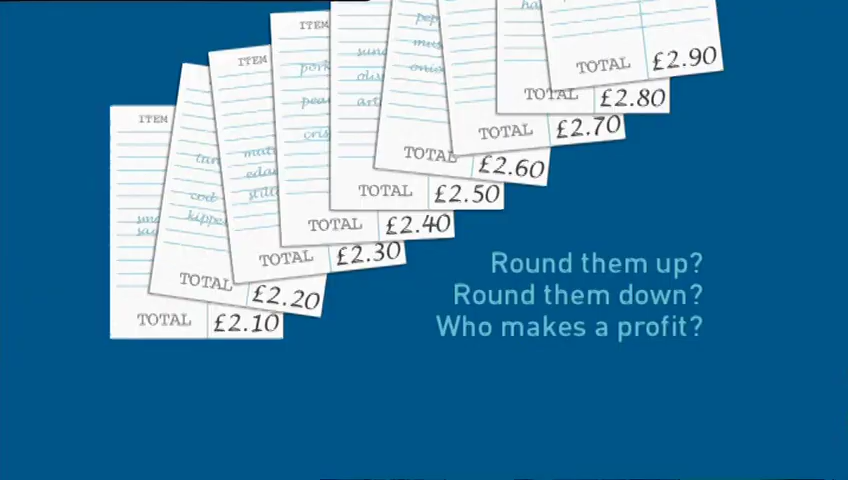 ITEM
TOTAL £2.10
TOTAL £2.20
ITEM
TOTAL £2.30
ITEM
TOTAL £2.40
TOTAL £2.50
TOTAL £2.60
TOTAL £2.70
TOTAL £2.80
TOTAL £2.90
Round them up?
Round them down?
Who makes a profit?